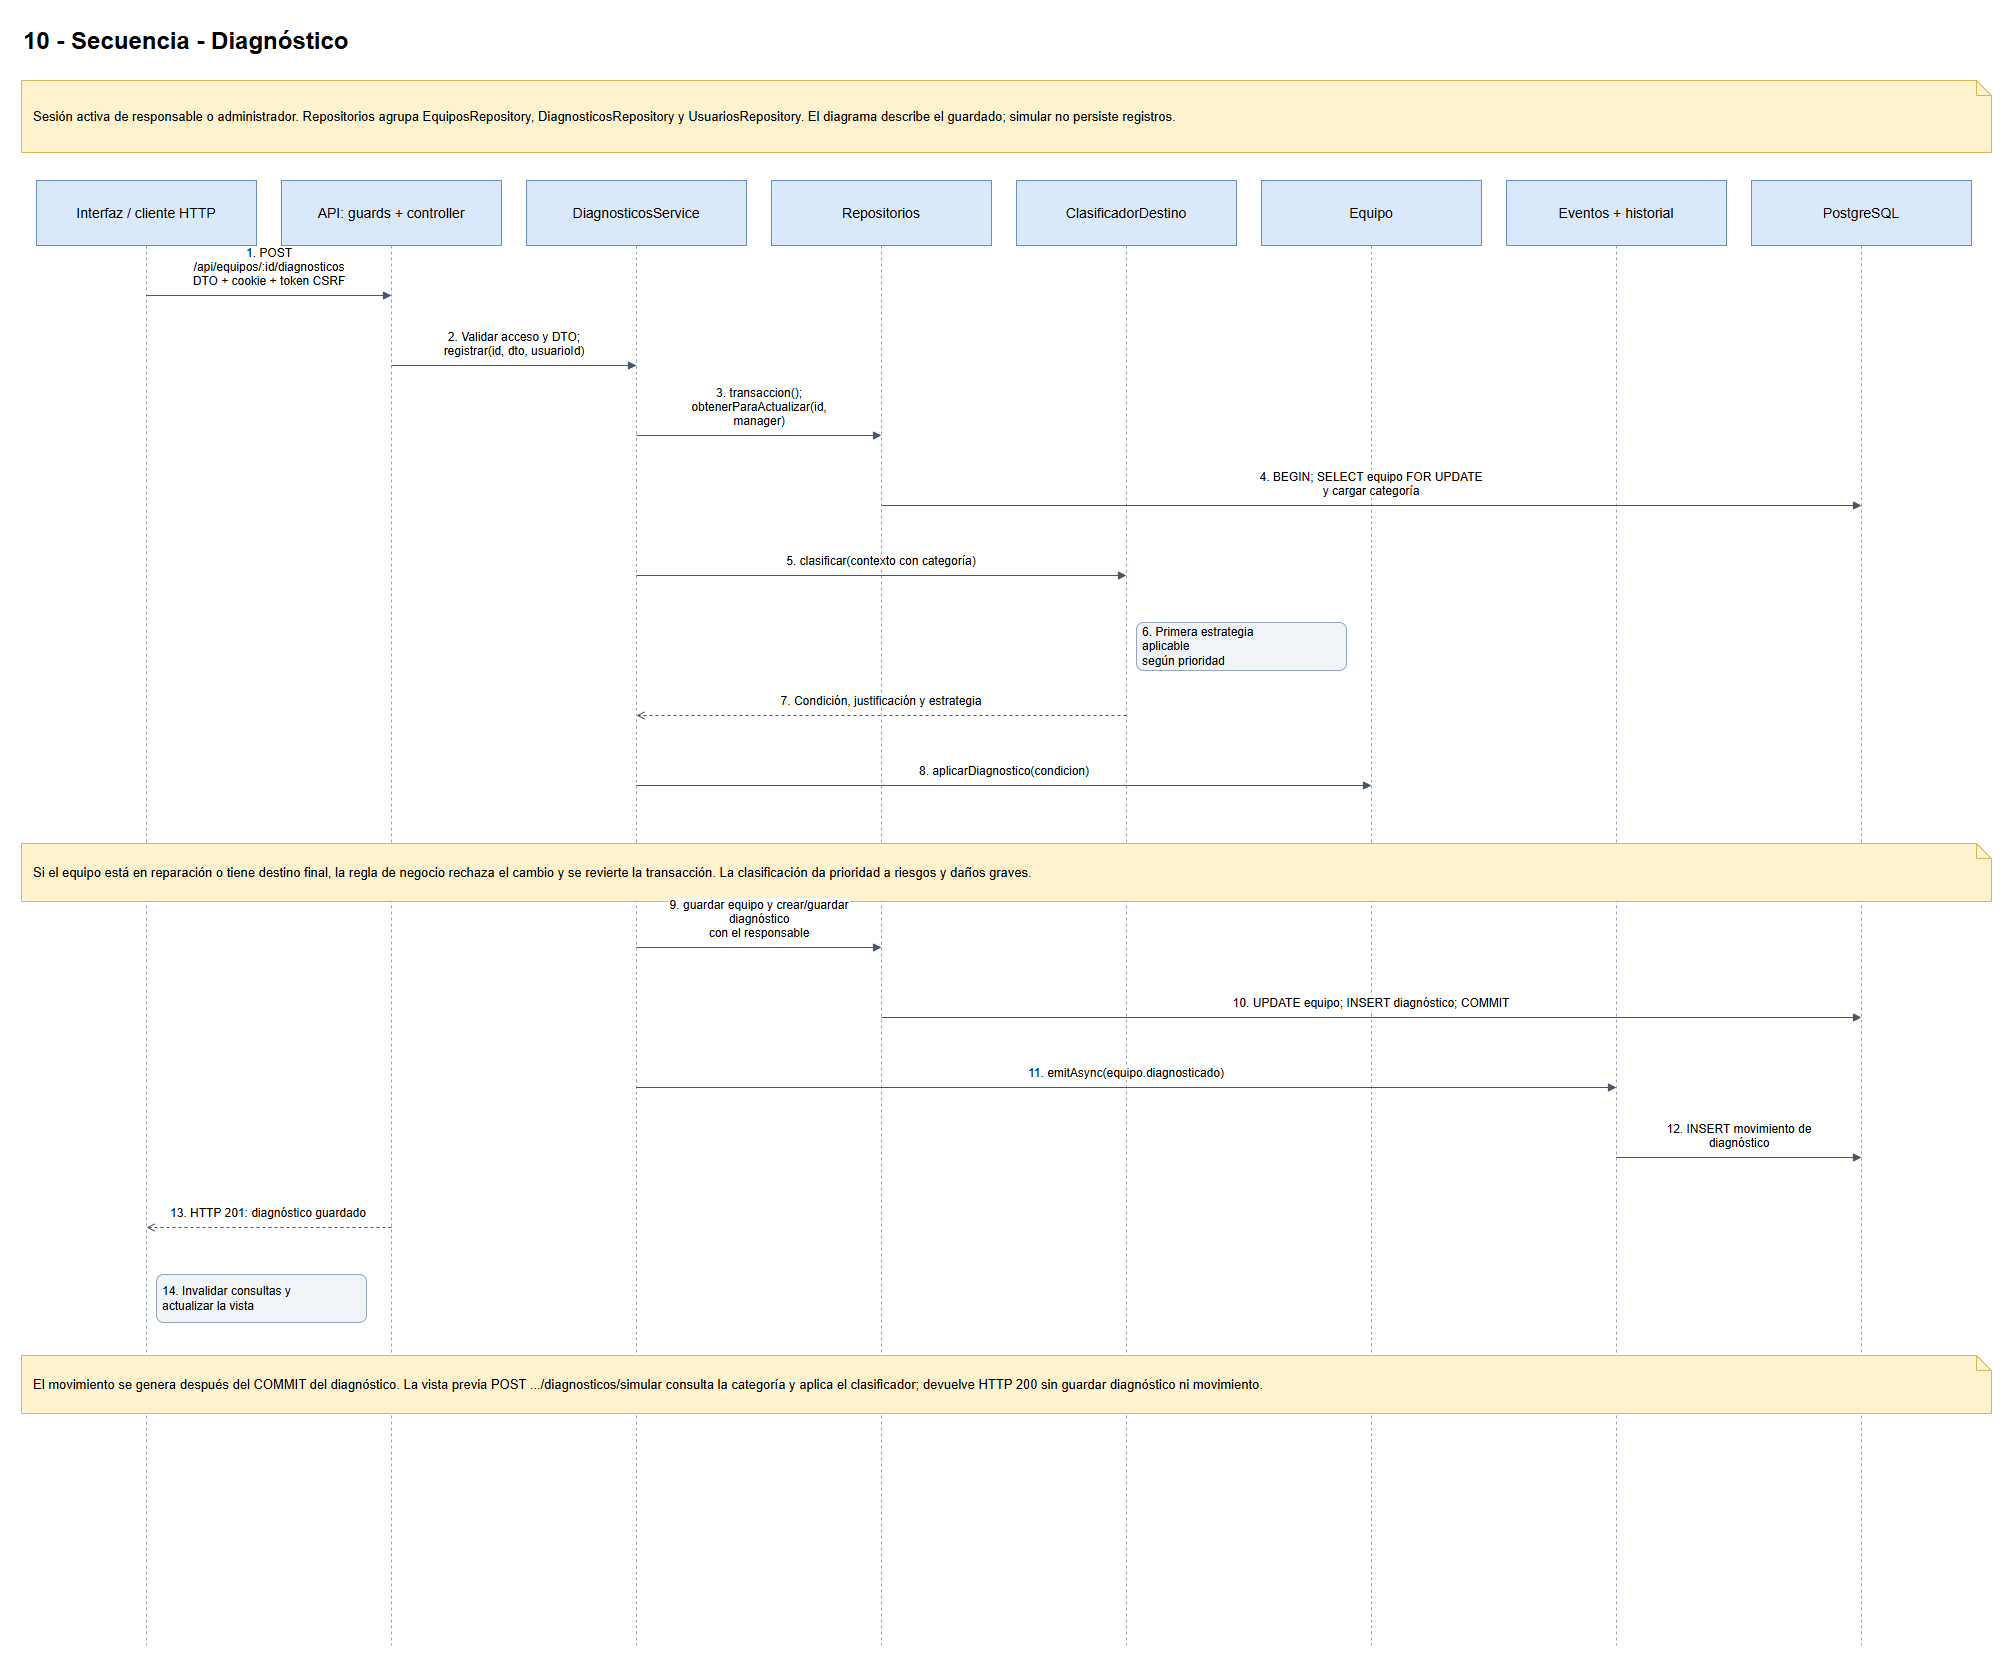 10 - Secuencia - Diagnóstico
Sesión activa de responsable o administrador. Repositorios agrupa EquiposRepository, DiagnosticosRepository y UsuariosRepository. El diagrama describe el guardado; simular no persiste registros.
Interfaz / cliente HTTP
API: guards + controller
DiagnosticosService
Repositorios
ClasificadorDestino
Equipo
Eventos + historial
PostgreSQL
1. POST
/api/equipos/:id/diagnosticos
DTO + cookie + token CSRF
2. Validar acceso y DTO;
registrar(id, dto, usuarioId)
3. transaccion();
obtenerParaActualizar(id,
manager)
4. BEGIN; SELECT equipo FOR UPDATE
y cargar categoría
5. clasificar(contexto con categoría)
6. Primera estrategia
aplicable
según prioridad
7. Condición, justificación y estrategia
8. aplicarDiagnostico(condicion)
Si el equipo está en reparación o tiene destino final, la regla de negocio rechaza el cambio y se revierte la transacción. La clasificación da prioridad a riesgos y daños graves.
9. guardar equipo y crear/guardar
diagnóstico
con el responsable
10. UPDATE equipo; INSERT diagnóstico; COMMIT
11. emitAsync(equipo.diagnosticado)
12. INSERT movimiento de
diagnóstico
13. HTTP 201: diagnóstico guardado
14. Invalidar consultas y
actualizar la vista
El movimiento se genera después del COMMIT del diagnóstico. La vista previa POST .../diagnosticos/simular consulta la categoría y aplica el clasificador; devuelve HTTP 200 sin guardar diagnóstico ni movimiento.